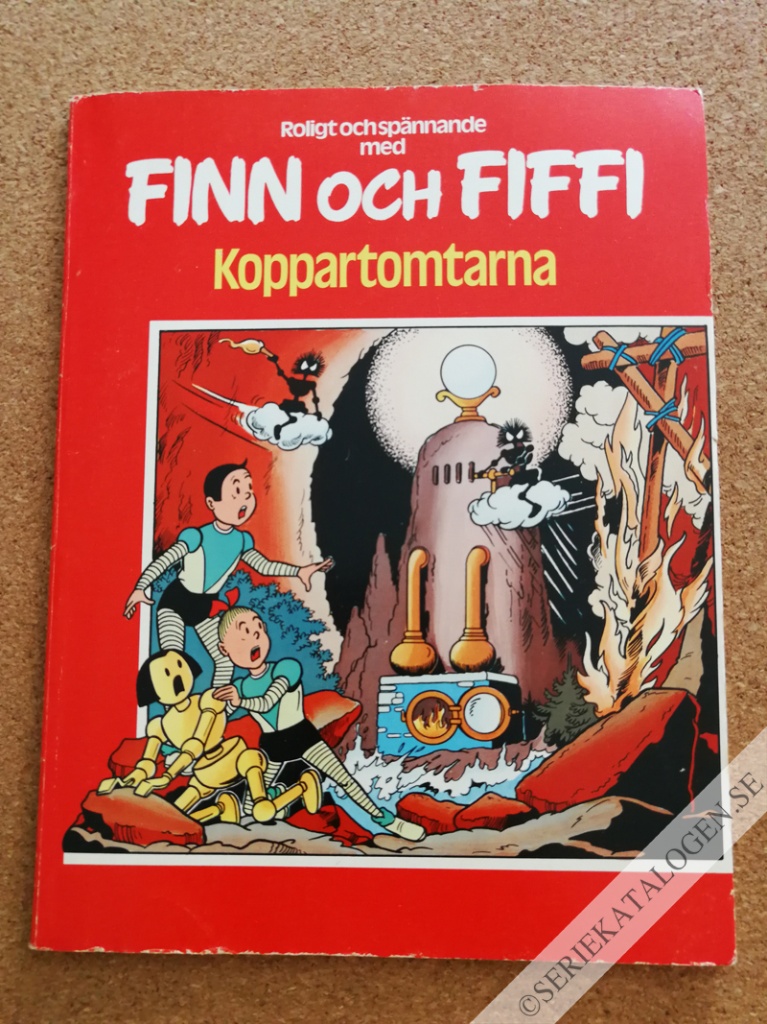 Roligt och spännande
med
FINN OCH FIFFI
Koppartomtarna
©SERIEKATALOGEN.SE